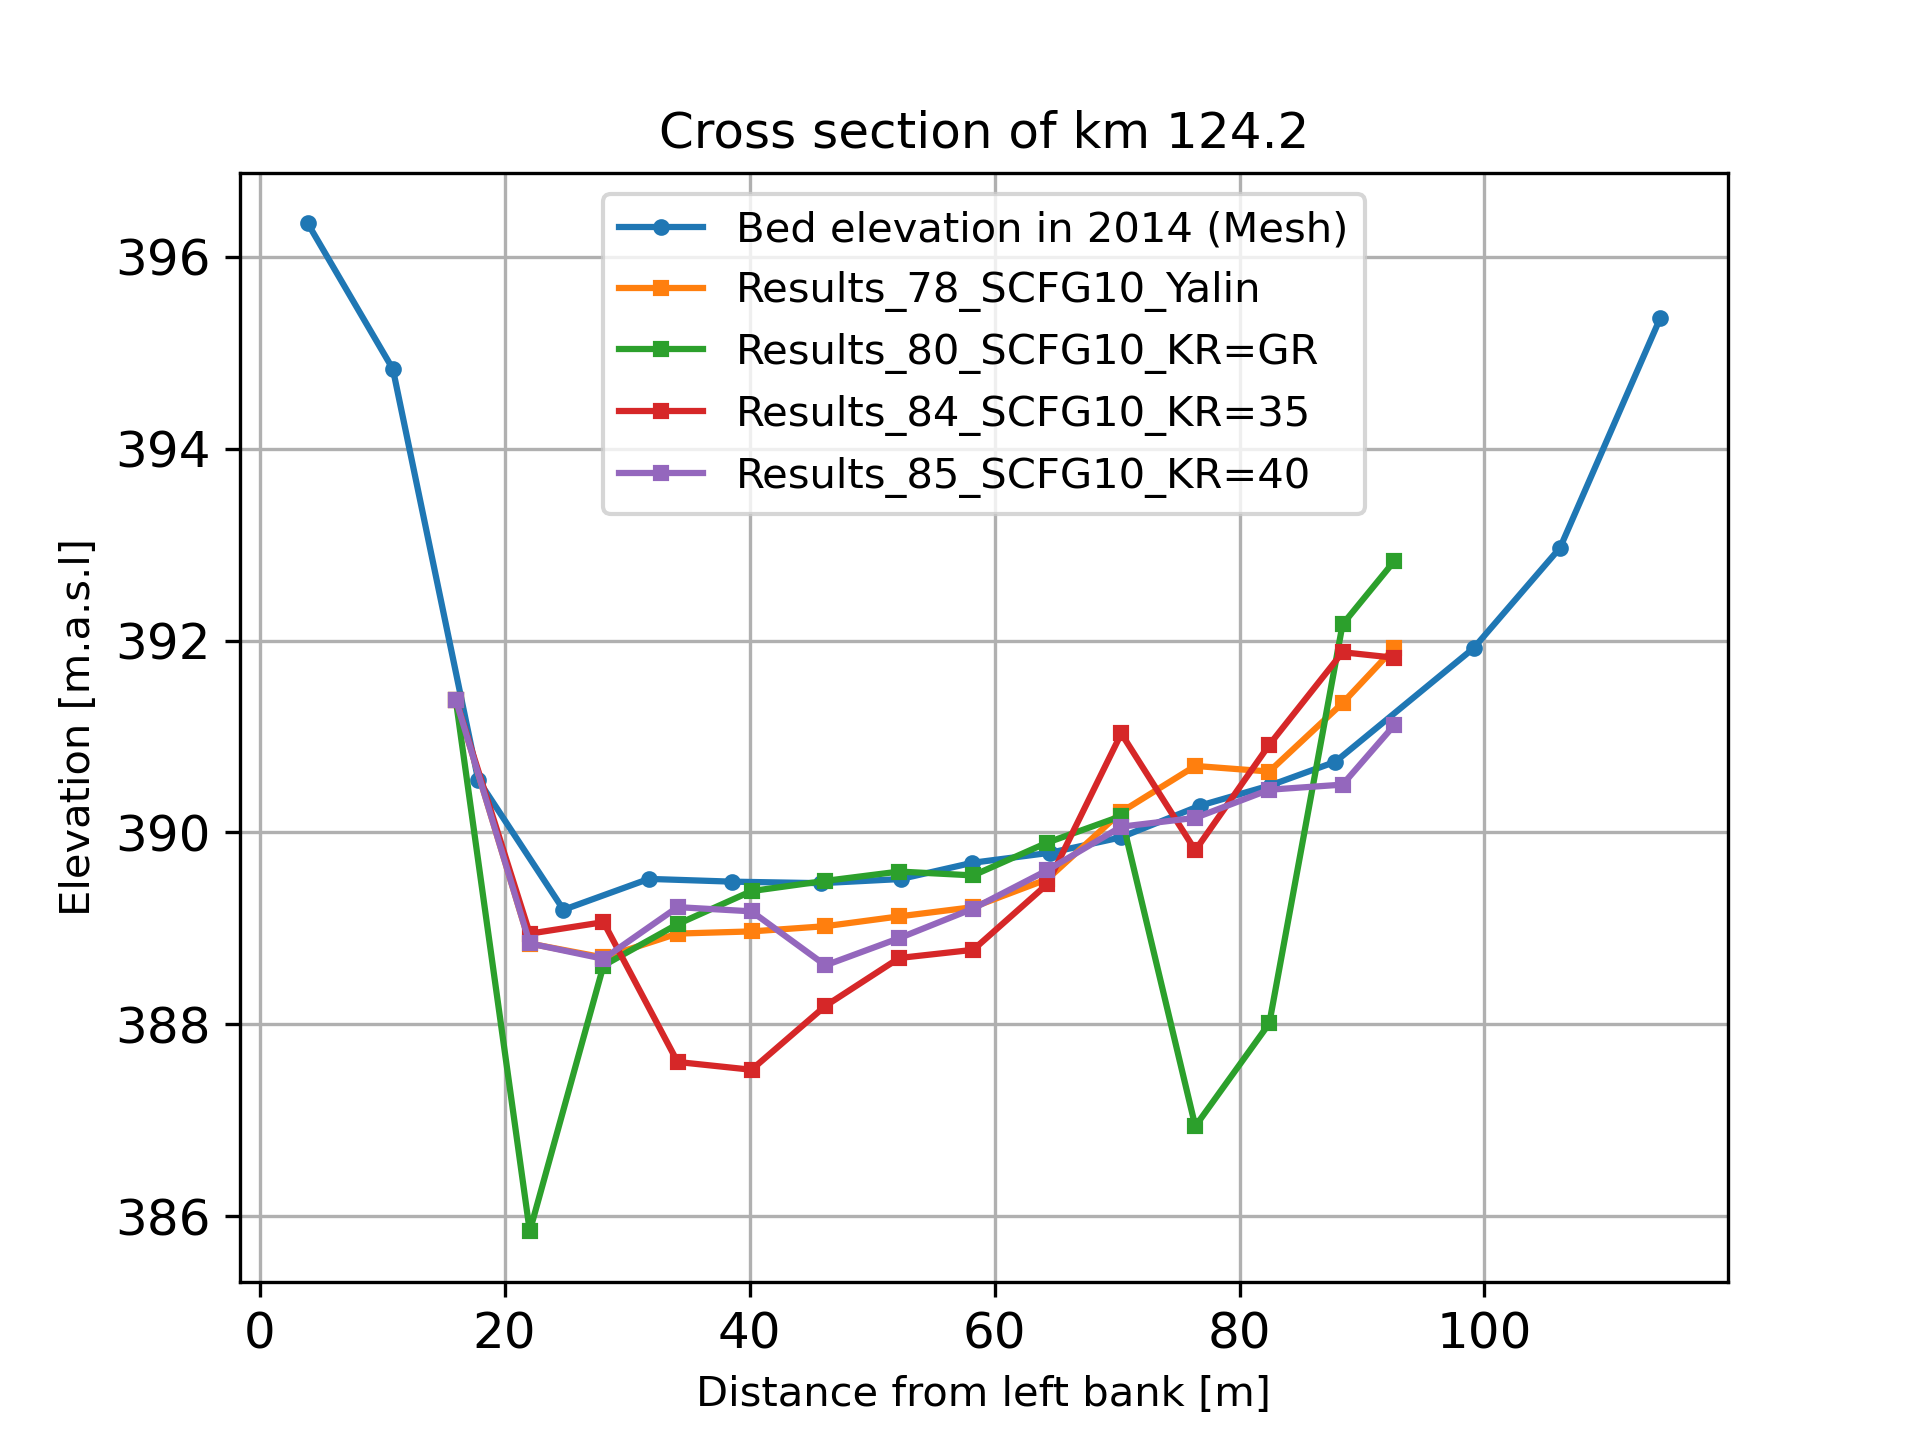 Cross section of km 124.2
Bed elevation in 2014 (Mesh)
Results_78_SCFG10_Yalin
Results_80_SCFG10_KR=GR
Results_84_SCFG10_KR=35
Results_85_SCFG10_KR=40
396
394
392
390
388
386
Elevation [m.a.s.l]
0 20 40 60 80 100
Distance from left bank [m]